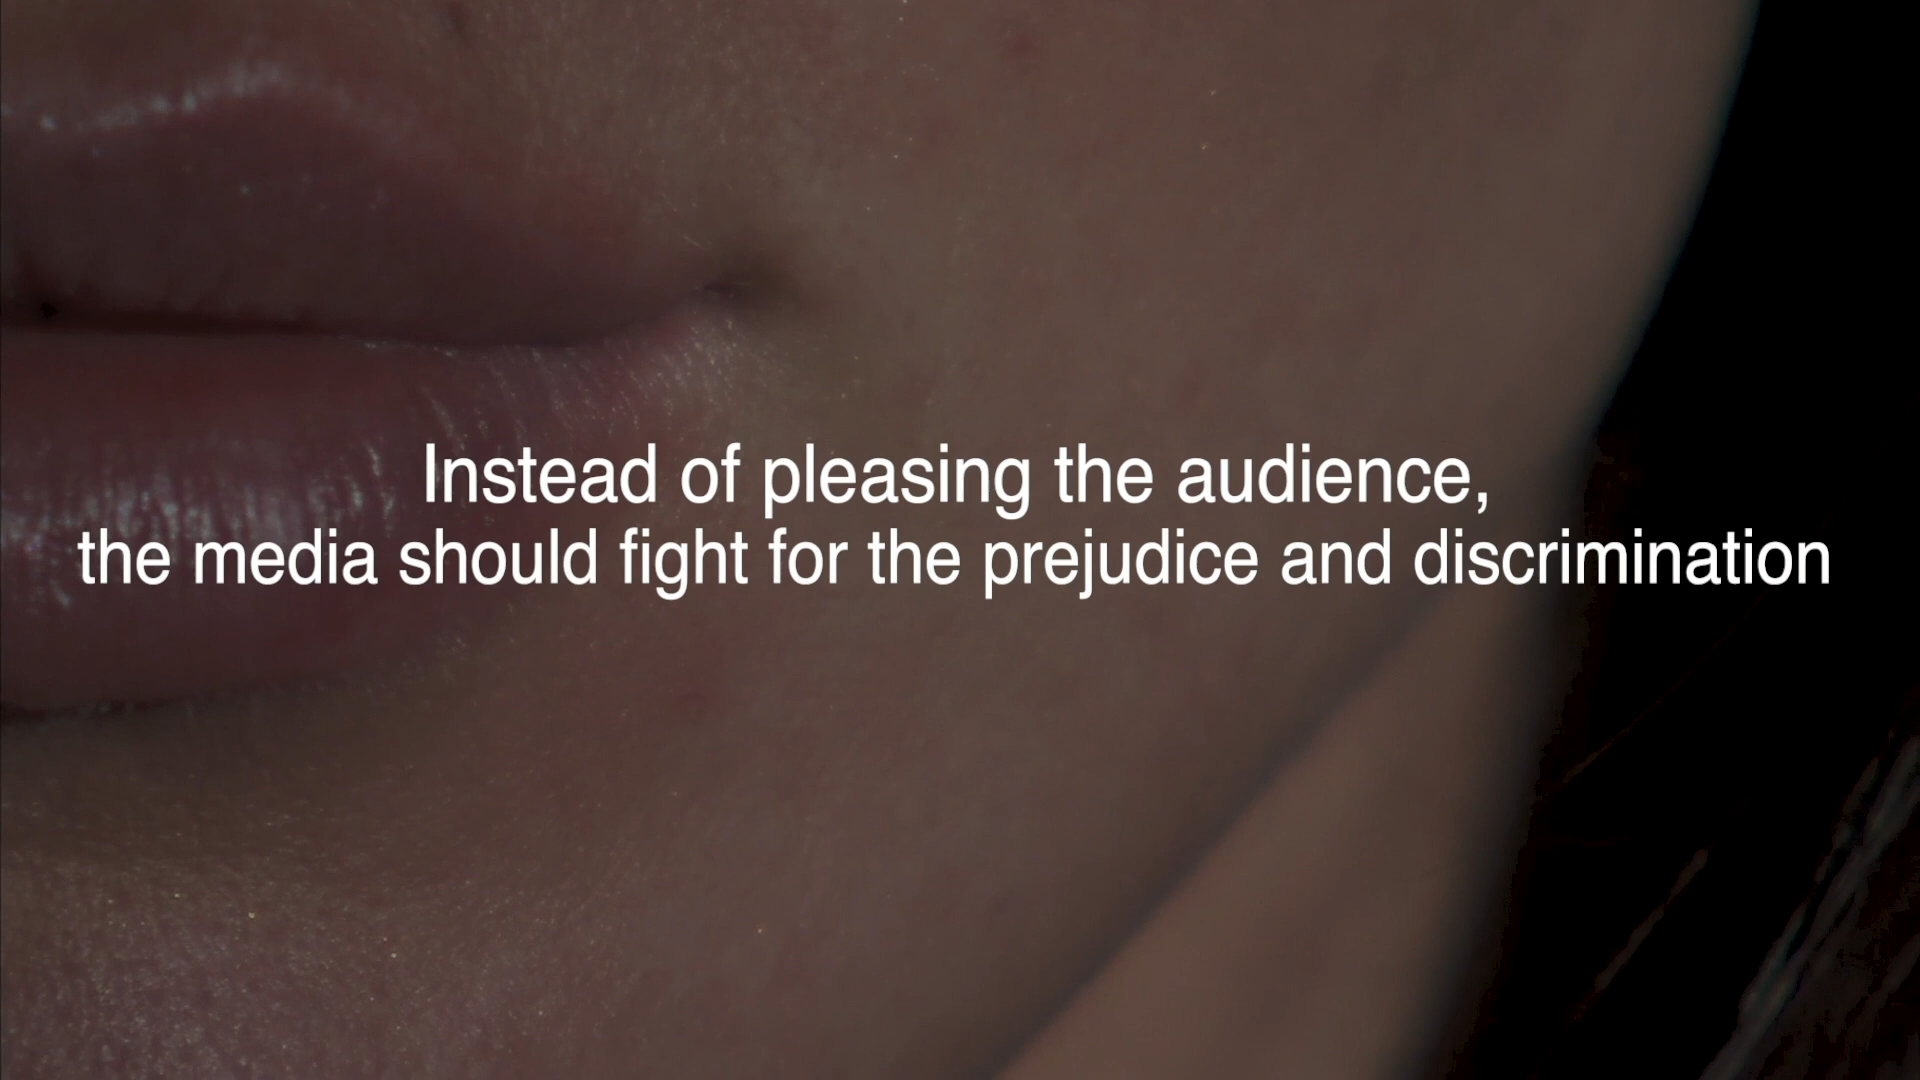 Instead of pleasing the audience,
the media should fight for the prejudice and discrimination